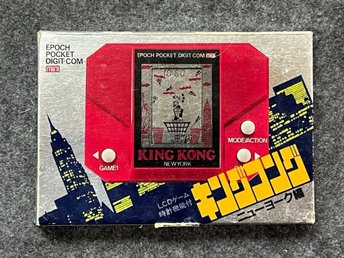 EPOCH
POCKET
DIGIT-COM
EPOCH POCKET DIGIT-COM
KING KONG
NEW YORK
GAME1
MODE/ACTION
LCDゲーム
時計機能付
キングコング
ニューヨーク編